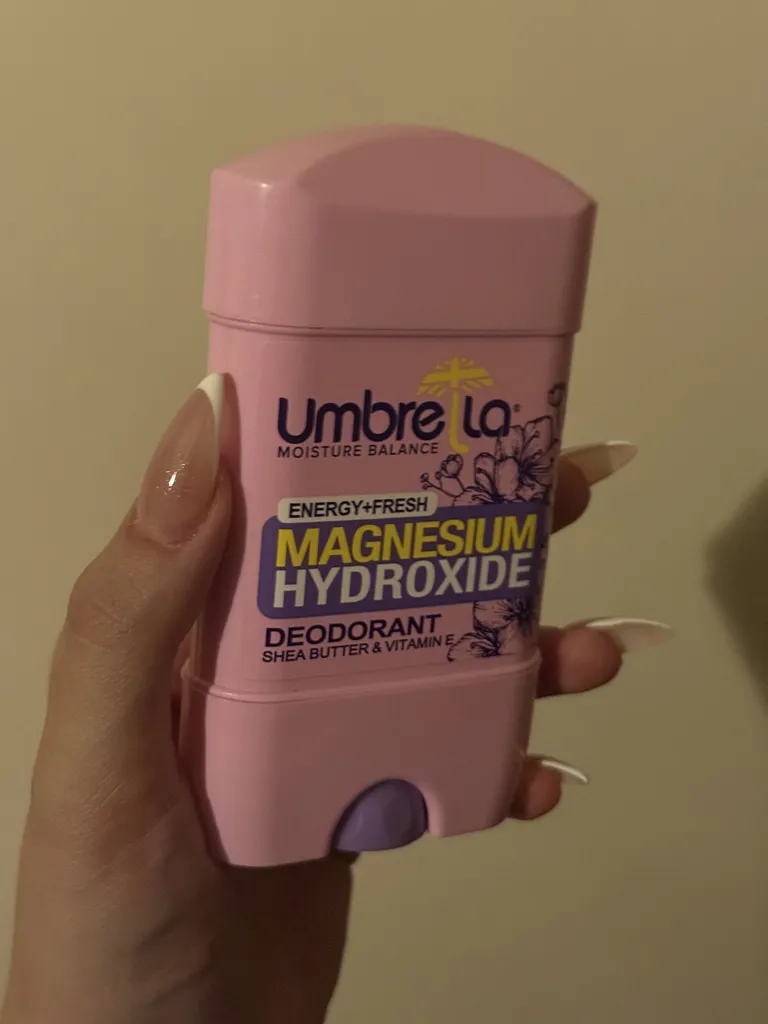 Umbrella
MOISTURE BALANCE
ENERGY+FRESH
MAGNESIUM
HYDROXIDE
DEODORANT
SHEA BUTTER & VITAMIN E